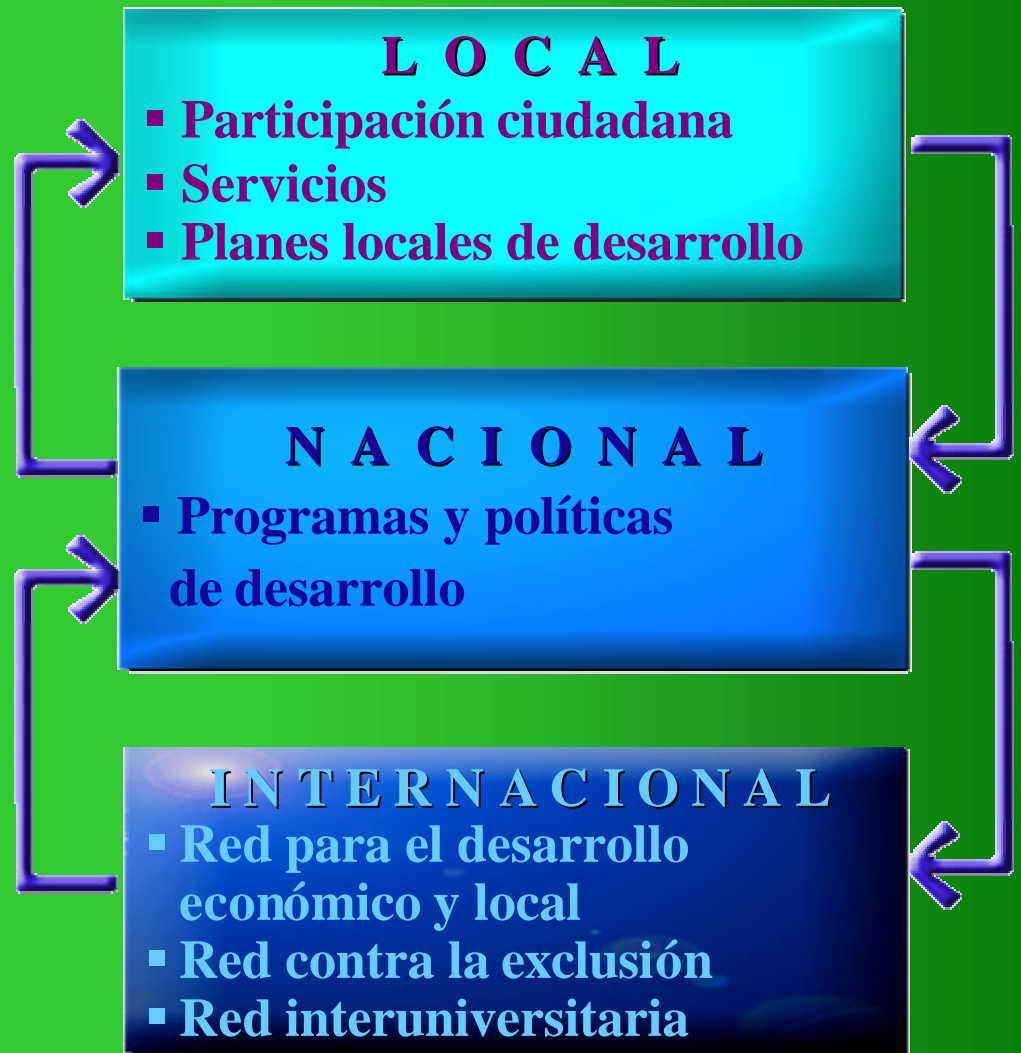 L O C A L
▪ Participación ciudadana
▪ Servicios
▪ Planes locales de desarrollo
N A C I O N A L
▪ Programas y políticas
de desarrollo
I N T E R N A C I O N A L
▪ Red para el desarrollo
económico y local
▪ Red contra la exclusión
▪ Red interuniversitaria